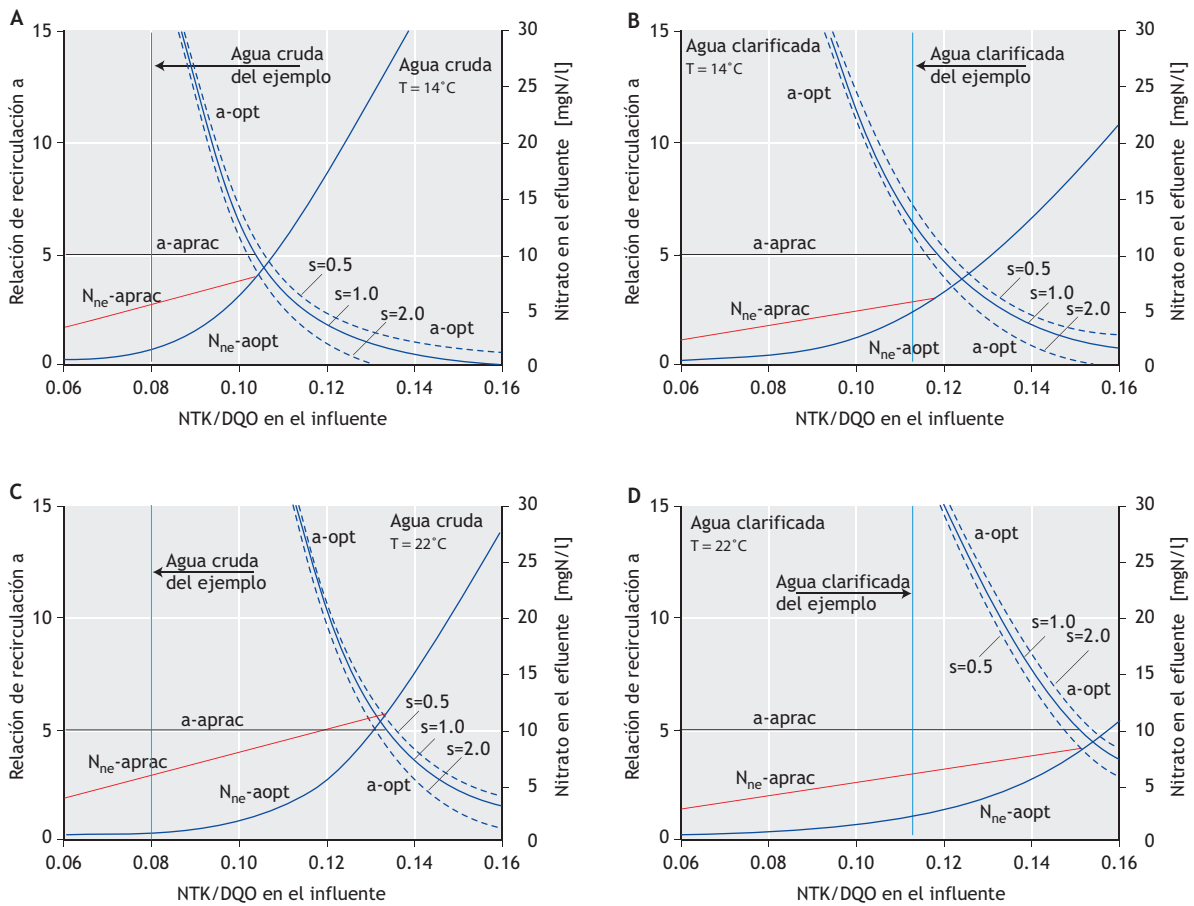 A
Relación de recirculación a
15
10
5
0
Agua cruda
del ejemplo
Agua cruda
T = 14˚C
a-opt
a-aprac
Nne-aprac
Nne-aopt
s=0.5
s=1.0
s=2.0
a-opt
30
25
20
15
10
5
0
Nitrato en el efluente [mgN/l]
0.06 0.08 0.10 0.12 0.14 0.16
NTK/DQO en el influente
B
Relación de recirculación a
15
10
5
0
Agua clarificada
T = 14˚C
Agua clarificada
del ejemplo
a-opt
a-aprac
Nne-aprac
Nne-aopt
s=0.5
s=1.0
s=2.0
a-opt
30
25
20
15
10
5
0
Nitrato en el efluente [mgN/l]
0.06 0.08 0.10 0.12 0.14 0.16
NTK/DQO en el influente
C
Relación de recirculación a
15
10
5
0
Agua cruda
del ejemplo
a-opt
Agua cruda
T = 22˚C
a-aprac
Nne-aprac
Nne-aopt
s=0.5
s=1.0
s=2.0
a-opt
30
25
20
15
10
5
0
Nitrato en el efluente [mgN/l]
0.06 0.08 0.10 0.12 0.14 0.16
NTK/DQO en el influente
D
Relación de recirculación a
15
10
5
0
Agua clarificada
T = 22˚C
Agua clarificada
del ejemplo
a-opt
s=1.0
s=2.0
s=0.5
a-opt
a-aprac
Nne-aprac
Nne-aopt
30
25
20
15
10
5
0
Nitrato en el efluente [mgN/l]
0.06 0.08 0.10 0.12 0.14 0.16
NTK/DQO en el influente